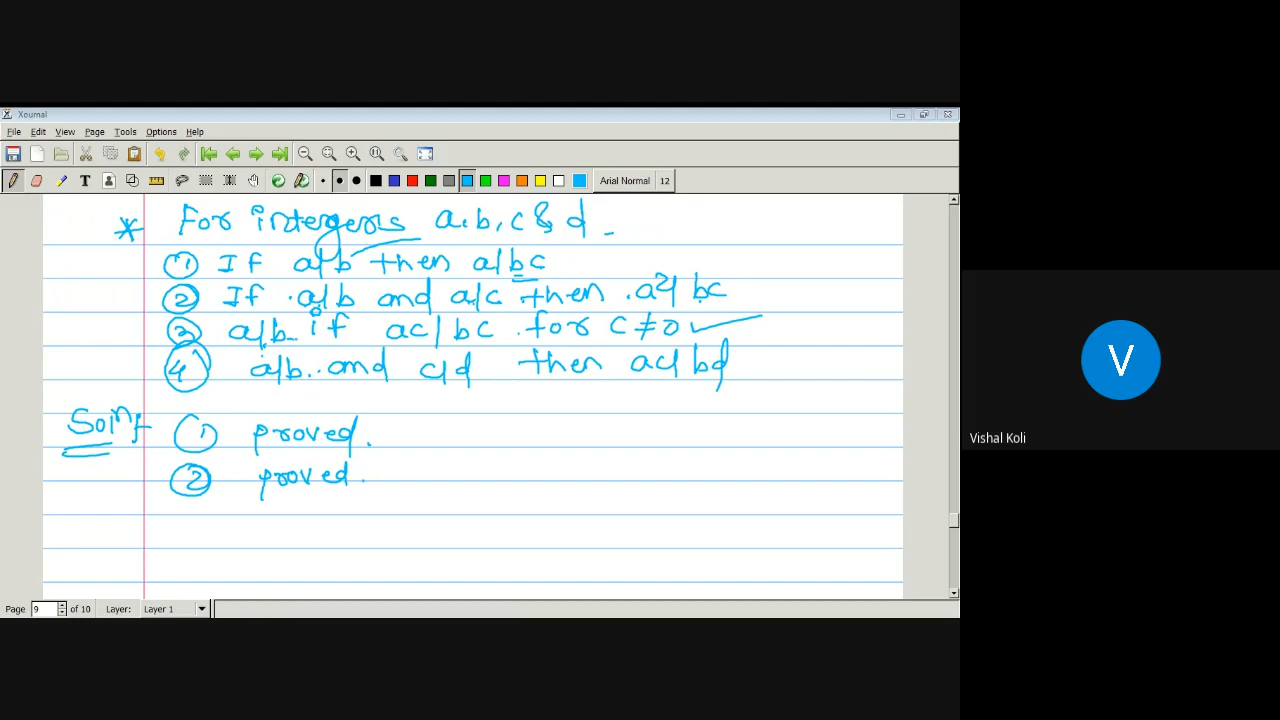 Xournal
File Edit View Page Tools Options Help
T Arial Normal 12
* For intergers a, b, c & d.
① If a|b then a|bc
② If a|b and a|c then a²| bc
③ a|b if ac| bc for c ≠ 0
④ a|b and c|d then ac| bd
Soln:
① proved.
② proved.
Page 9 of 10 Layer: Layer 1
V
Vishal Koli